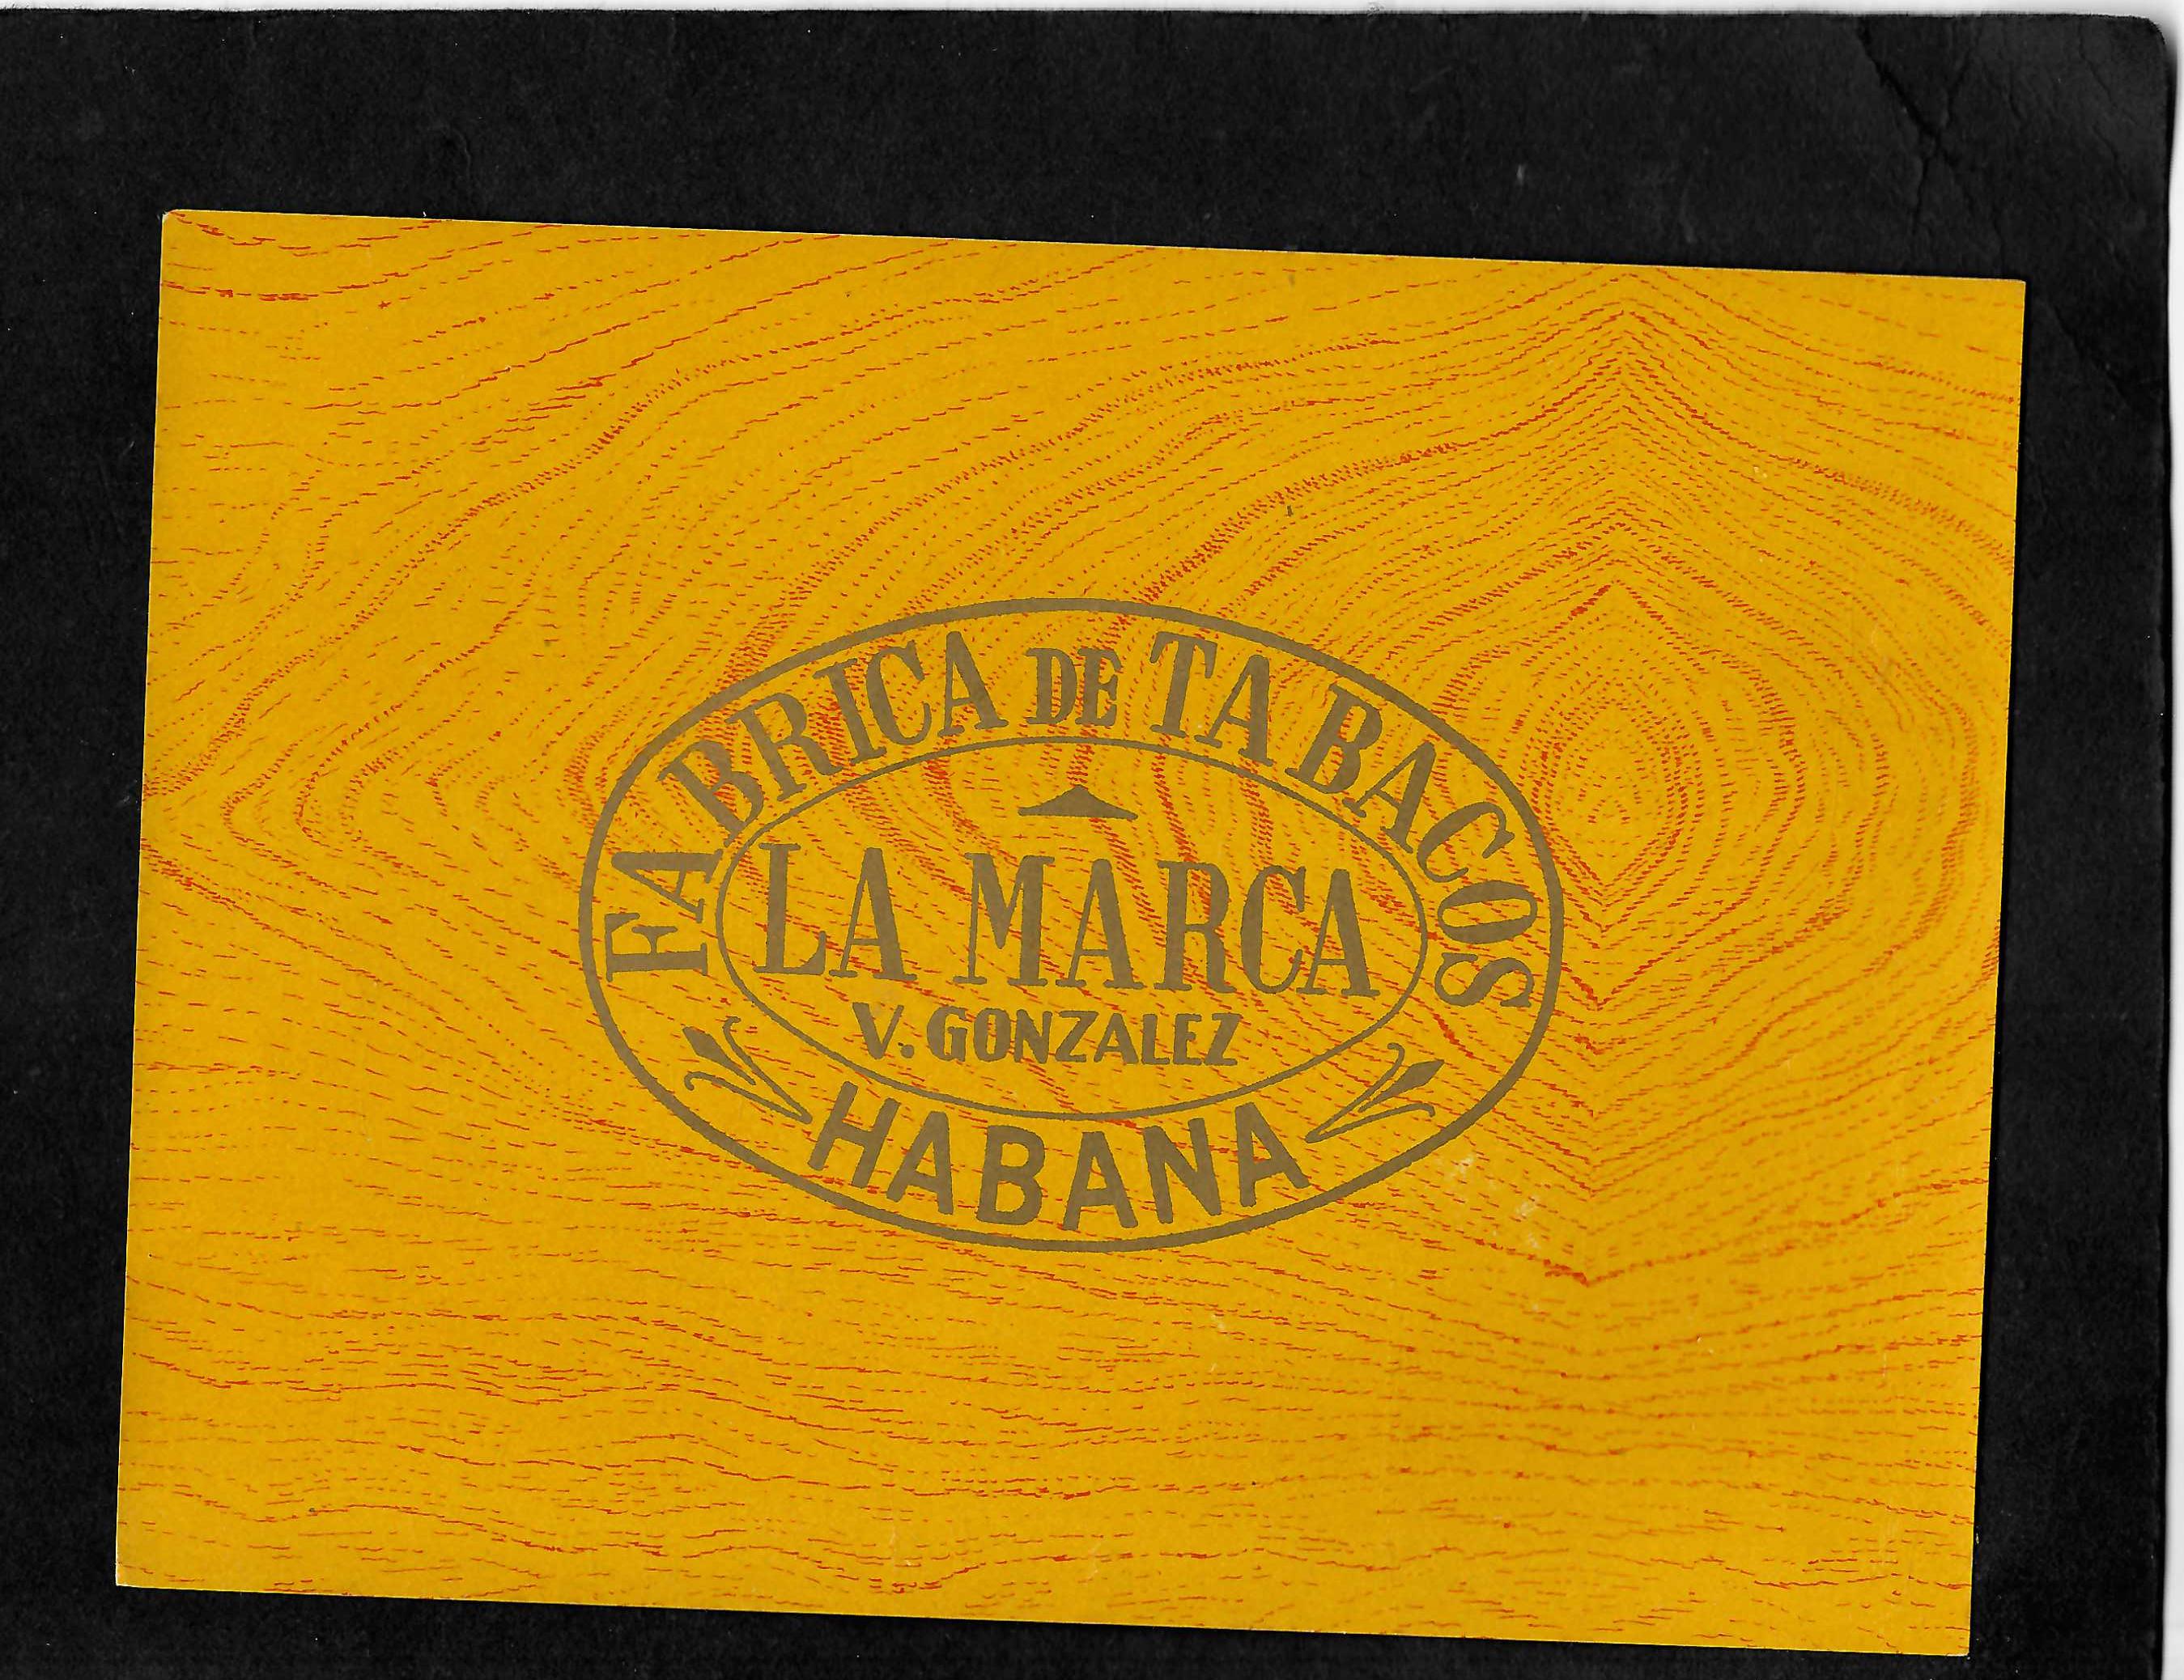 FABRICA DE TABACOS
LA MARCA
V. GONZALEZ
HABANA